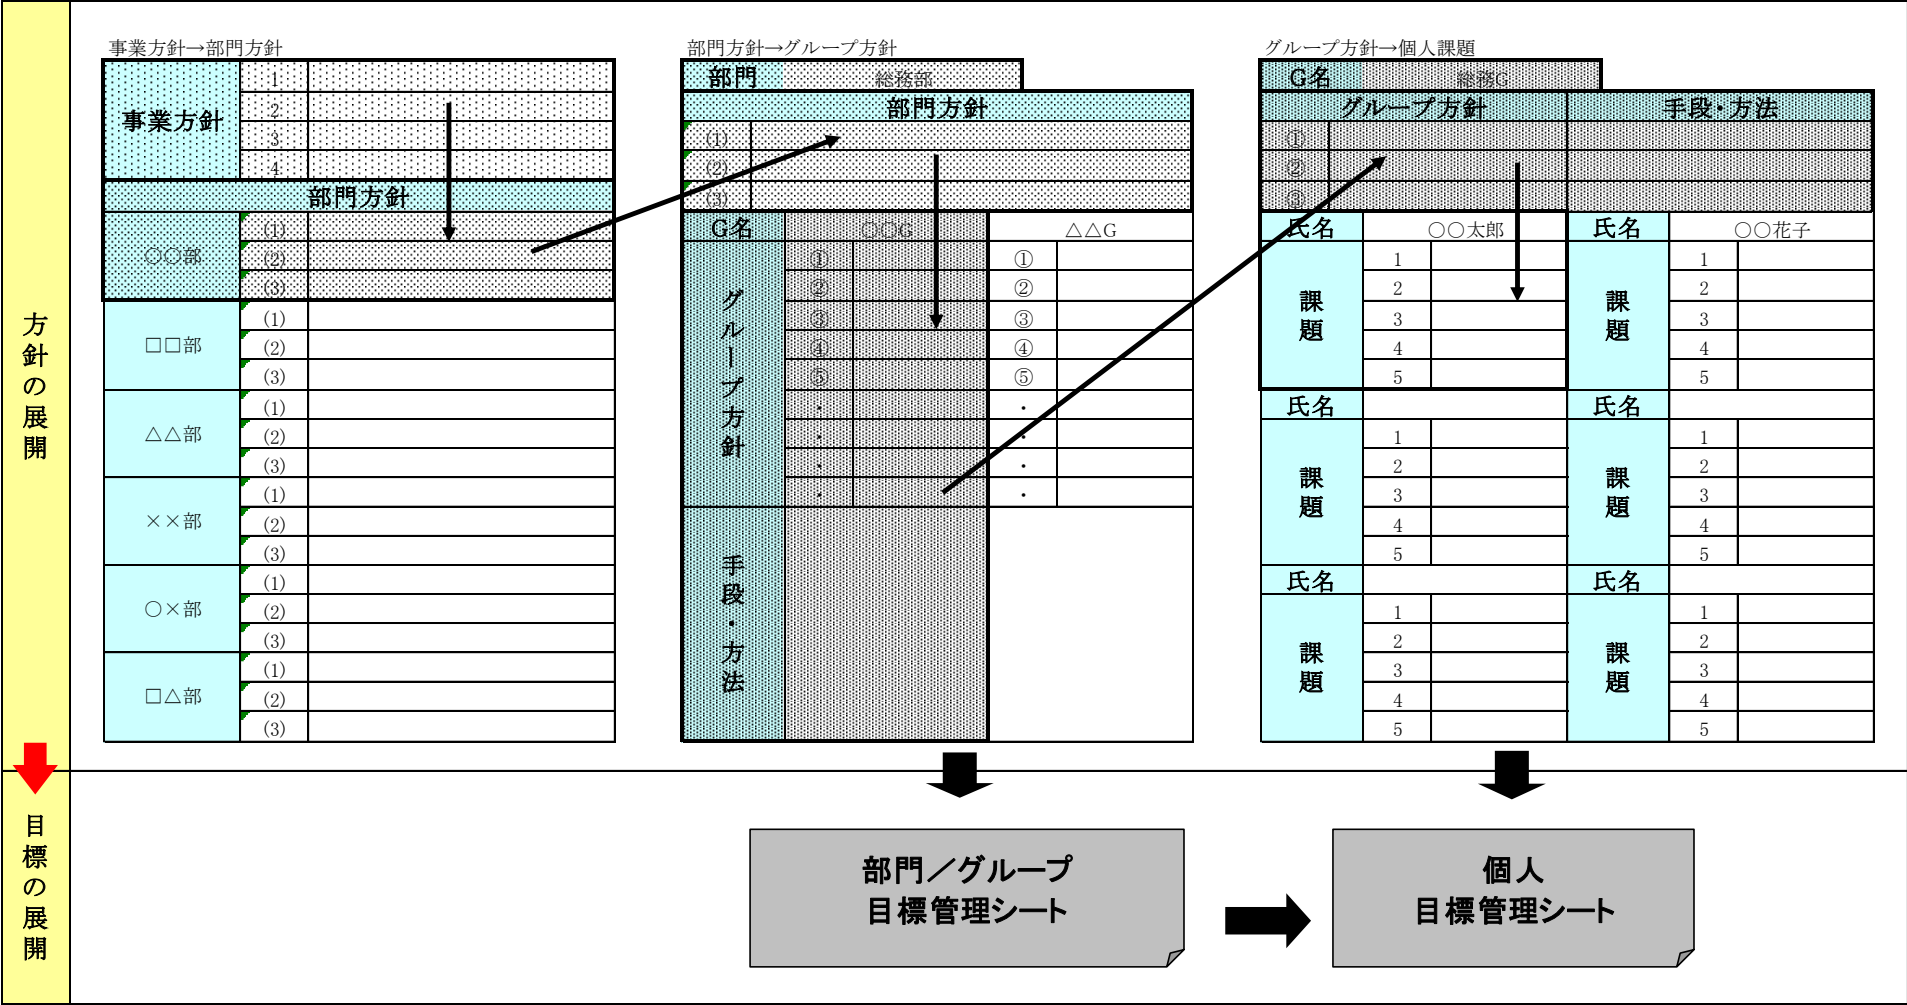 方針の展開
目標の展開
事業方針→部門方針
事業方針
1
2
3
4
部門方針
○○部
(1)
(2)
(3)
□□部
(1)
(2)
(3)
△△部
(1)
(2)
(3)
××部
(1)
(2)
(3)
○×部
(1)
(2)
(3)
□△部
(1)
(2)
(3)
部門方針→グループ方針
部門 総務部
部門方針
(1)
(2)
(3)
G名 ○○G △△G
グループ方針
① ①
② ②
③ ③
④ ④
⑤ ⑤
・ ・
・ ・
・ ・
・ ・
手段・方法
グループ方針→個人課題
G名 総務G
グループ方針 手段・方法
①
②
③
氏名 ○○太郎 氏名 ○○花子
課題 課題
1 1
2 2
3 3
4 4
5 5
氏名 氏名
課題 課題
1 1
2 2
3 3
4 4
5 5
氏名 氏名
課題 課題
1 1
2 2
3 3
4 4
5 5
部門／グループ
目標管理シート
個人
目標管理シート